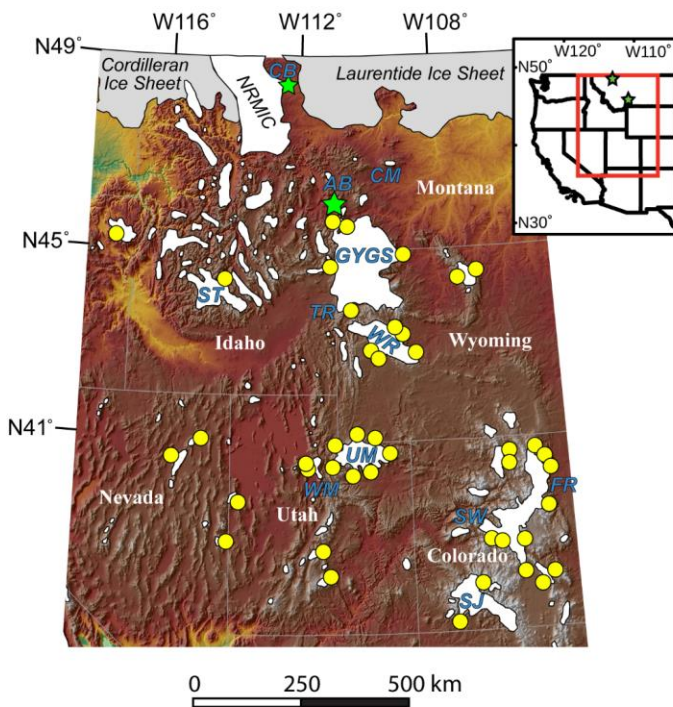 W116° W112° W108°
N49°
Cordilleran
Ice Sheet
NRMIC
CB
Laurentide Ice Sheet
W120° W110°
N50°
N30°
CM
Montana
AB
N45°
GYGS
ST
TR
Idaho
WR
Wyoming
N41°
UM
WM
Nevada
Utah
FR
SW
Colorado
SJ
0 250 500 km